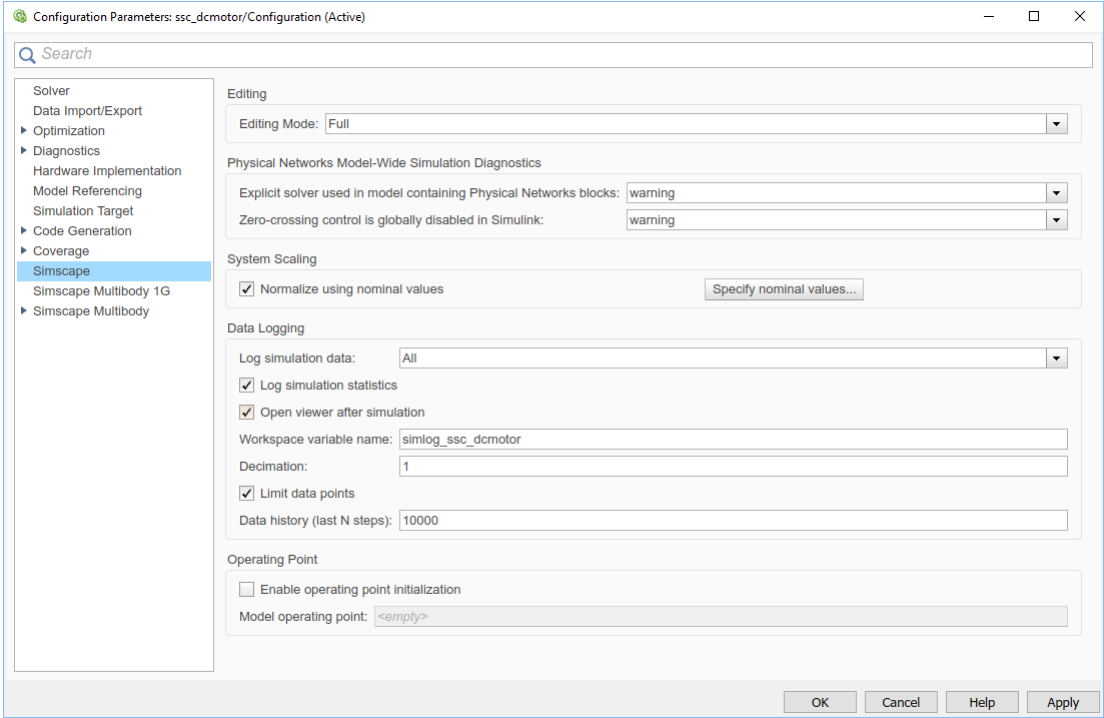 Configuration Parameters: ssc_dcmotor/Configuration (Active)
Search
Solver
Data Import/Export
Optimization
Diagnostics
Hardware Implementation
Model Referencing
Simulation Target
Code Generation
Coverage
Simscape
Simscape Multibody 1G
Simscape Multibody
Editing
Editing Mode: Full
Physical Networks Model-Wide Simulation Diagnostics
Explicit solver used in model containing Physical Networks blocks: warning
Zero-crossing control is globally disabled in Simulink: warning
System Scaling
Normalize using nominal values Specify nominal values...
Data Logging
Log simulation data: All
Log simulation statistics
Open viewer after simulation
Workspace variable name: simlog_ssc_dcmotor
Decimation: 1
Limit data points
Data history (last N steps): 10000
Operating Point
Enable operating point initialization
Model operating point: <empty>
OK Cancel Help Apply